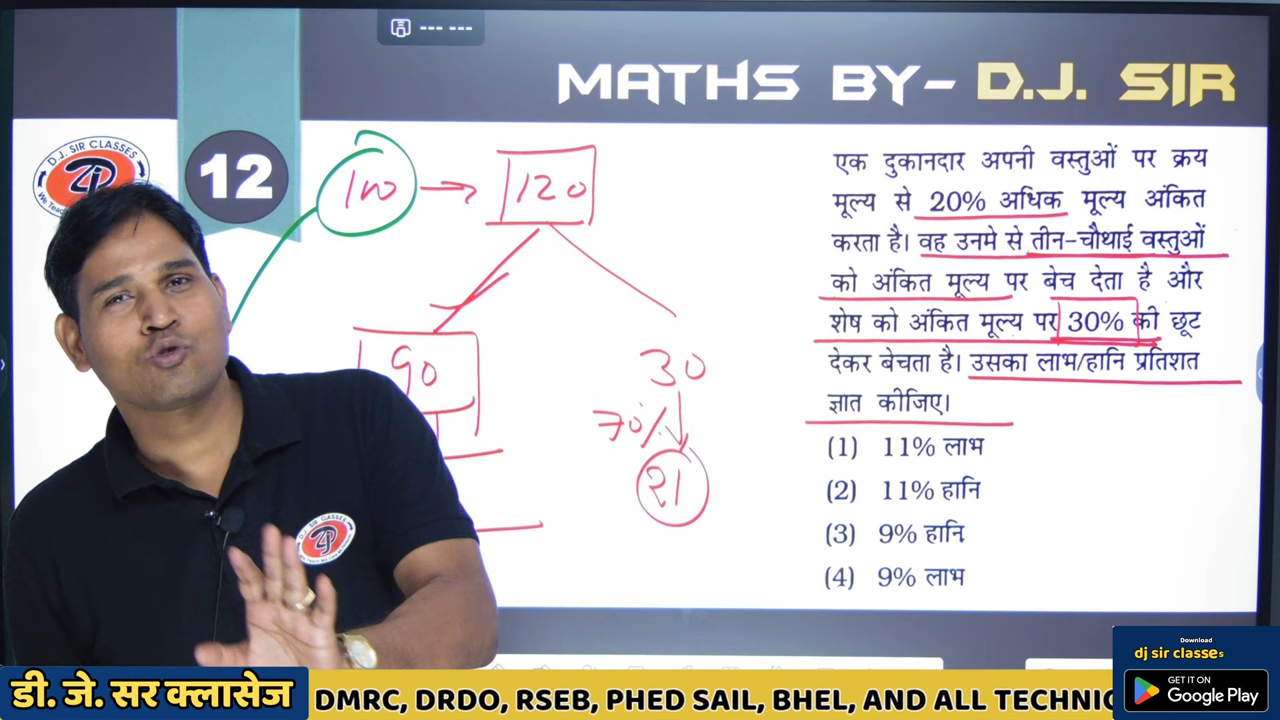 --- ---
MATHS BY- D.J. SIR
D.J. SIR CLASSES
12
100 → 120
90
30
70%
21
एक दुकानदार अपनी वस्तुओं पर क्रय
मूल्य से 20% अधिक मूल्य अंकित
करता है। वह उनमे से तीन-चौथाई वस्तुओं
को अंकित मूल्य पर बेच देता है और
शेष को अंकित मूल्य पर 30% की छूट
देकर बेचता है। उसका लाभ/हानि प्रतिशत
ज्ञात कीजिए।
(1) 11% लाभ
(2) 11% हानि
(3) 9% हानि
(4) 9% लाभ
D.J. SIR CLASSES
डी. जे. सर क्लासेज
DMRC, DRDO, RSEB, PHED SAIL, BHEL, AND ALL TECHNIC
Download
dj sir classes
GET IT ON
Google Play